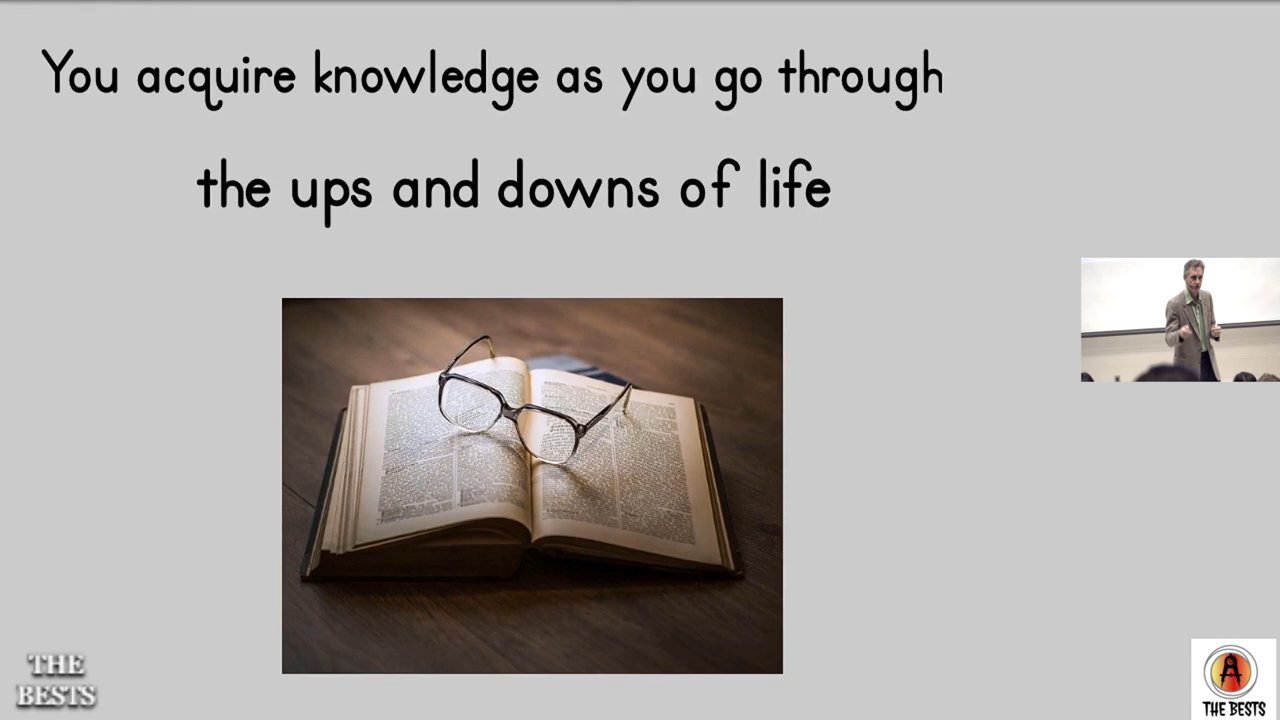 You acquire knowledge as you go through
the ups and downs of life
THE
BESTS
A
THE BESTS